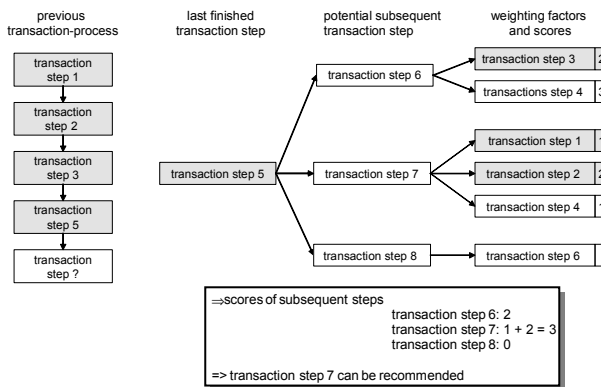 previous
transaction-process
last finished
transaction step
potential subsequent
transaction step
weighting factors
and scores
transaction
step 1
transaction
step 2
transaction
step 3
transaction
step 5
transaction
step ?
transaction step 5
transaction step 6
transaction step 7
transaction step 8
transaction step 3
transactions step 4
transaction step 1
transaction step 2
transaction step 4
transaction step 6
⇒scores of subsequent steps
transaction step 6: 2
transaction step 7: 1 + 2 = 3
transaction step 8: 0
=> transaction step 7 can be recommended